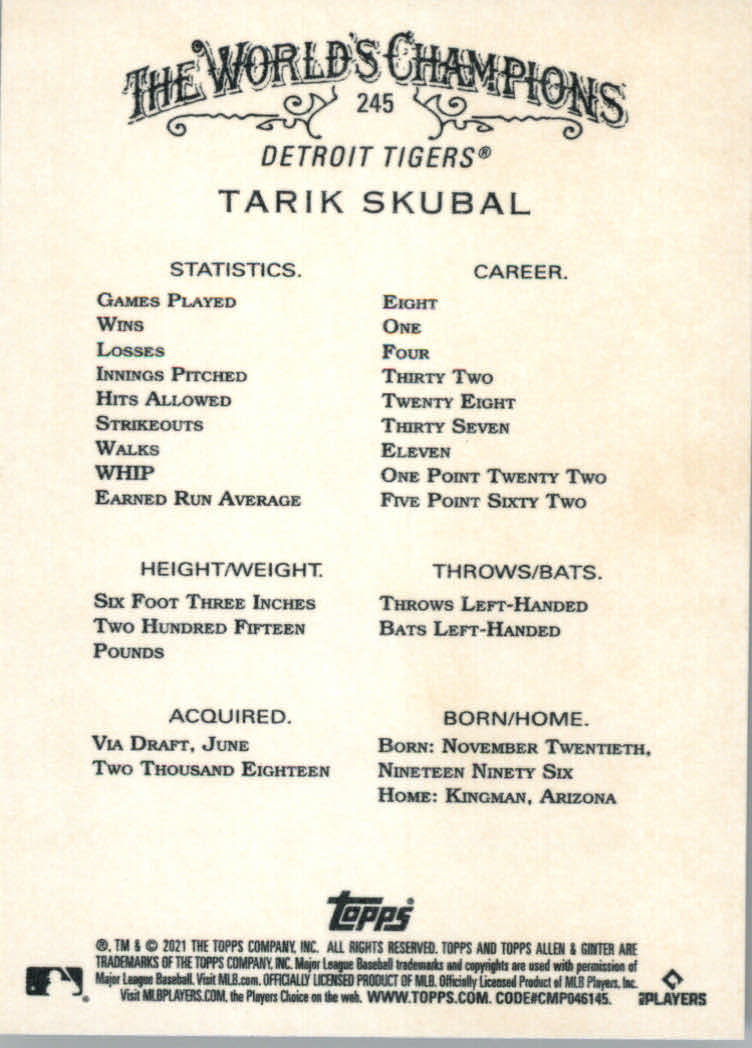 THE WORLD'S CHAMPIONS
245
DETROIT TIGERS®
TARIK SKUBAL
STATISTICS.
GAMES PLAYED
WINS
LOSSES
INNINGS PITCHED
HITS ALLOWED
STRIKEOUTS
WALKS
WHIP
EARNED RUN AVERAGE
CAREER.
EIGHT
ONE
FOUR
THIRTY TWO
TWENTY EIGHT
THIRTY SEVEN
ELEVEN
ONE POINT TWENTY TWO
FIVE POINT SIXTY TWO
HEIGHT/WEIGHT.
SIX FOOT THREE INCHES
TWO HUNDRED FIFTEEN
POUNDS
THROWS/BATS.
THROWS LEFT-HANDED
BATS LEFT-HANDED
ACQUIRED.
VIA DRAFT, JUNE
TWO THOUSAND EIGHTEEN
BORN/HOME.
BORN: NOVEMBER TWENTIETH,
NINETEEN NINETY SIX
HOME: KINGMAN, ARIZONA
Topps®
®, TM & © 2021 THE TOPPS COMPANY, INC. ALL RIGHTS RESERVED. TOPPS AND TOPPS ALLEN & GINTER ARE
TRADEMARKS OF THE TOPPS COMPANY, INC. Major League Baseball trademarks and copyrights are used with permission of
Major League Baseball. Visit MLB.com. OFFICIALLY LICENSED PRODUCT OF MLB. Officially Licensed Product of MLB Players, Inc.
Visit MLBPLAYERS.COM, the Players Choice on the web. WWW.TOPPS.COM. CODE#CMP046145.
PLAYERS